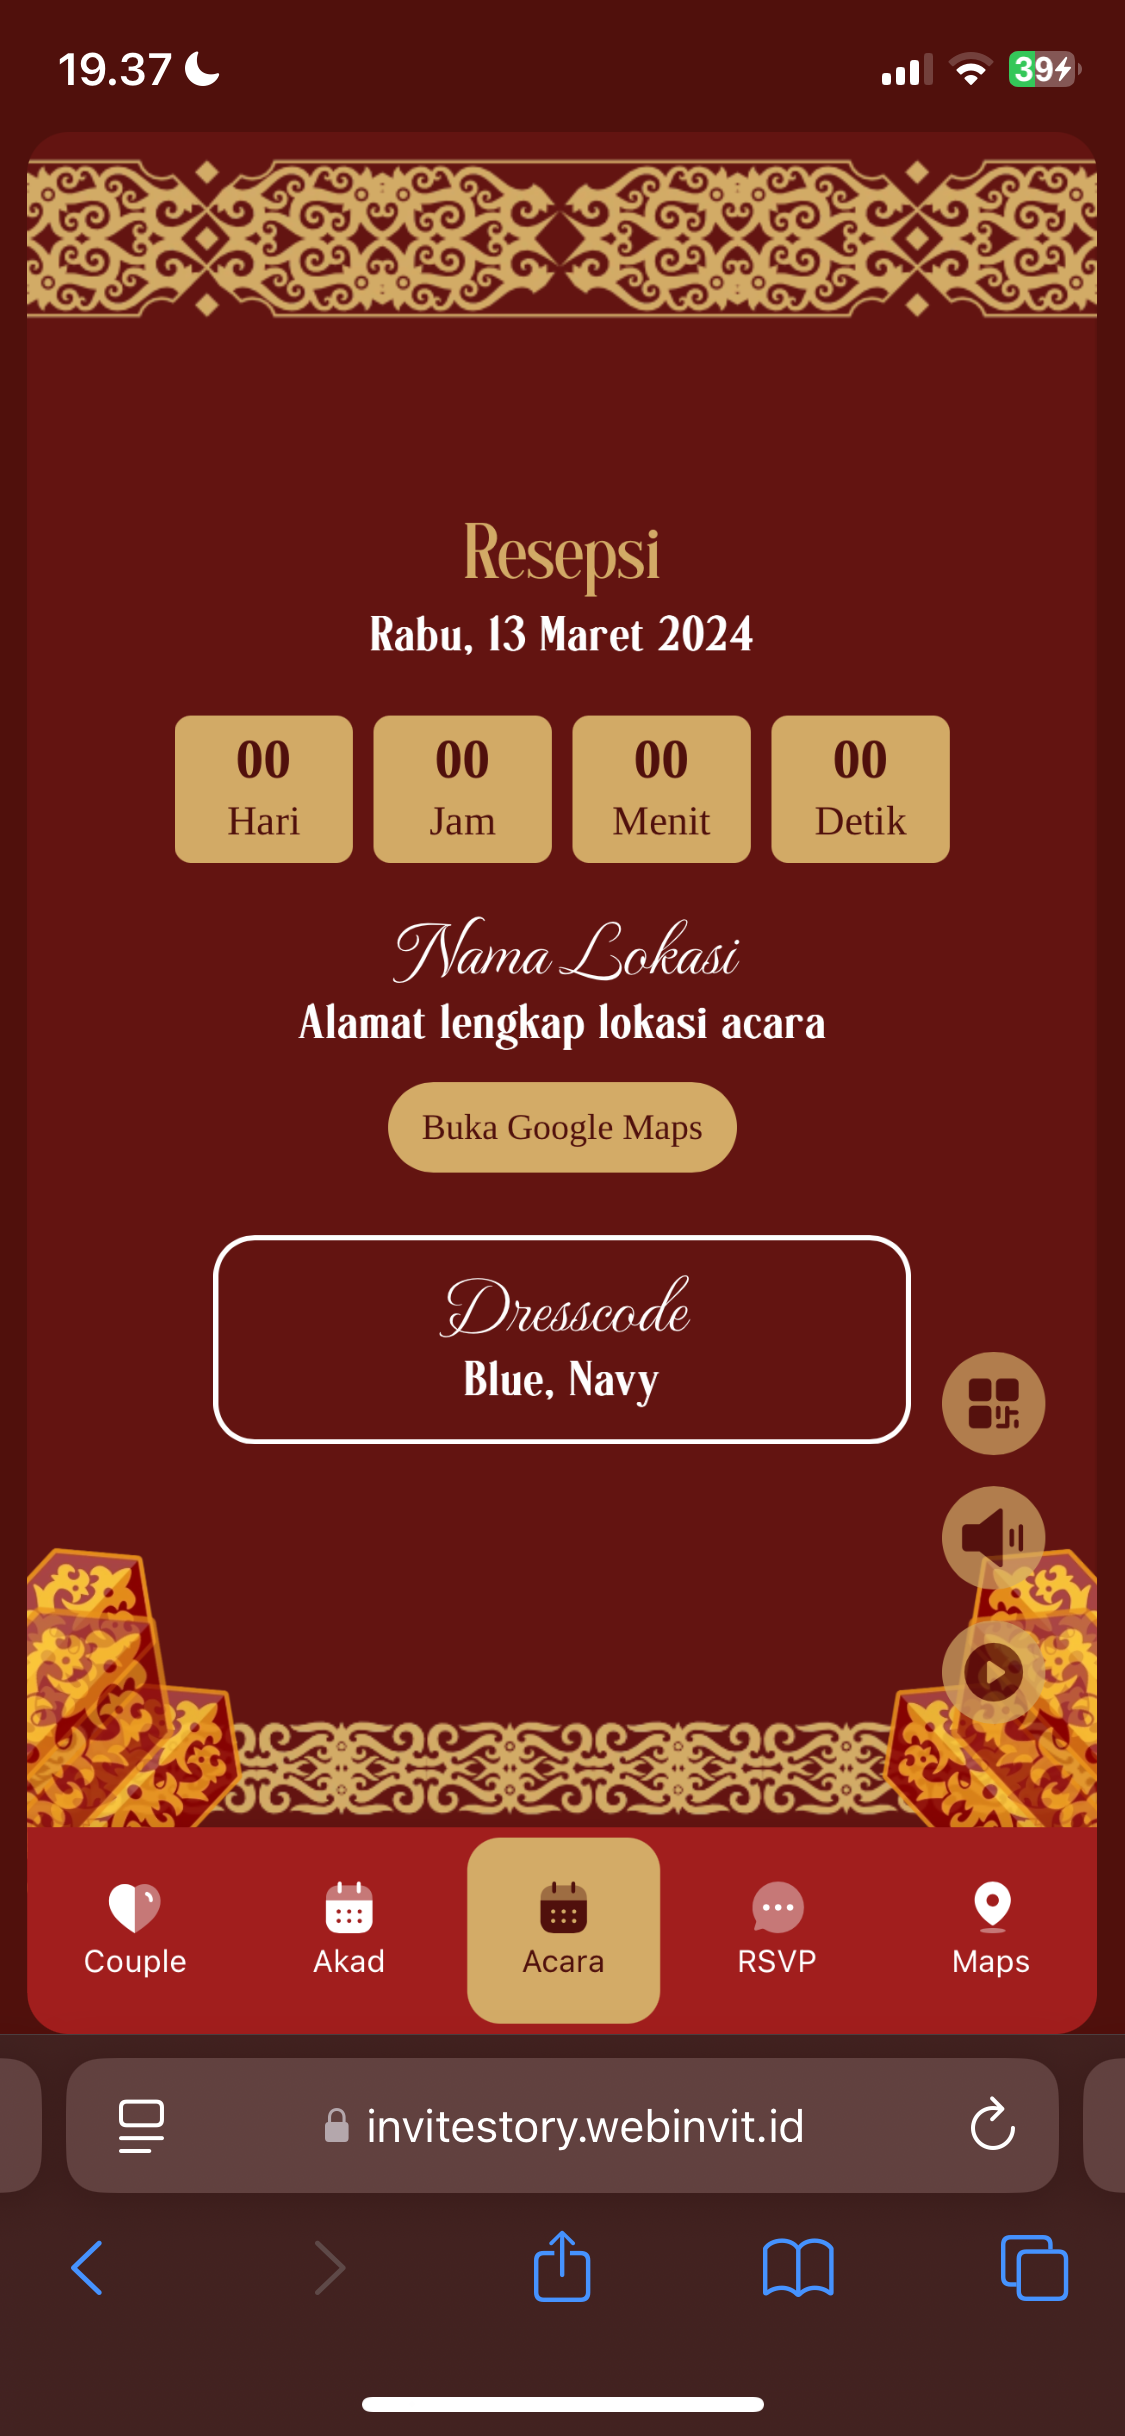 19.37
39
Resepsi
Rabu, 13 Maret 2024
00 00 00 00
Hari Jam Menit Detik
Nama Lokasi
Alamat lengkap lokasi acara
Buka Google Maps
Dresscode
Blue, Navy
Couple Akad Acara RSVP Maps
invitestory.webinvit.id